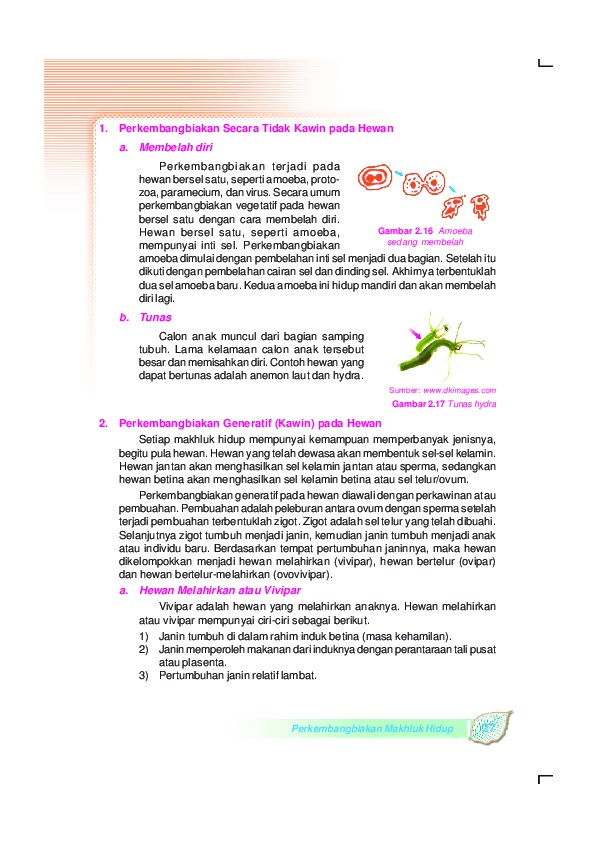 1. Perkembangbiakan Secara Tidak Kawin pada Hewan
a. Membelah diri
Perkembangbiakan terjadi pada
hewan bersel satu, seperti amoeba, proto-
zoa, paramecium, dan virus. Secara umum
perkembangbiakan vegetatif pada hewan
bersel satu dengan cara membelah diri.
Hewan bersel satu, seperti amoeba,
mempunyai inti sel. Perkembangbiakan
amoeba dimulai dengan pembelahan inti sel menjadi dua bagian. Setelah itu
dikuti dengan pembelahan cairan sel dan dinding sel. Akhirnya terbentuklah
dua sel amoeba baru. Kedua amoeba ini hidup mandiri dan akan membelah
diri lagi.
Gambar 2.16 Amoeba
sedang membelah
b. Tunas
Calon anak muncul dari bagian samping
tubuh. Lama kelamaan calon anak tersebut
besar dan memisahkan diri. Contoh hewan yang
dapat bertunas adalah anemon laut dan hydra.
Sumber: www.dkimages.com
Gambar 2.17 Tunas hydra
2. Perkembangbiakan Generatif (Kawin) pada Hewan
Setiap makhluk hidup mempunyai kemampuan memperbanyak jenisnya,
begitu pula hewan. Hewan yang telah dewasa akan membentuk sel-sel kelamin.
Hewan jantan akan menghasilkan sel kelamin jantan atau sperma, sedangkan
hewan betina akan menghasilkan sel kelamin betina atau sel telur/ovum.
Perkembangbiakan generatif pada hewan diawali dengan perkawinan atau
pembuahan. Pembuahan adalah peleburan antara ovum dengan sperma setelah
terjadi pembuahan terbentuklah zigot. Zigot adalah sel telur yang telah dibuahi.
Selanjutnya zigot tumbuh menjadi janin, kemudian janin tumbuh menjadi anak
atau individu baru. Berdasarkan tempat pertumbuhan janinnya, maka hewan
dikelompokkan menjadi hewan melahirkan (vivipar), hewan bertelur (ovipar)
dan hewan bertelur-melahirkan (ovovivipar).
a. Hewan Melahirkan atau Vivipar
Vivipar adalah hewan yang melahirkan anaknya. Hewan melahirkan
atau vivipar mempunyai ciri-ciri sebagai berikut.
1) Janin tumbuh di dalam rahim induk betina (masa kehamilan).
2) Janin memperoleh makanan dari induknya dengan perantaraan tali pusat
atau plasenta.
3) Pertumbuhan janin relatif lambat.
Perkembangbiakan Makhluk Hidup